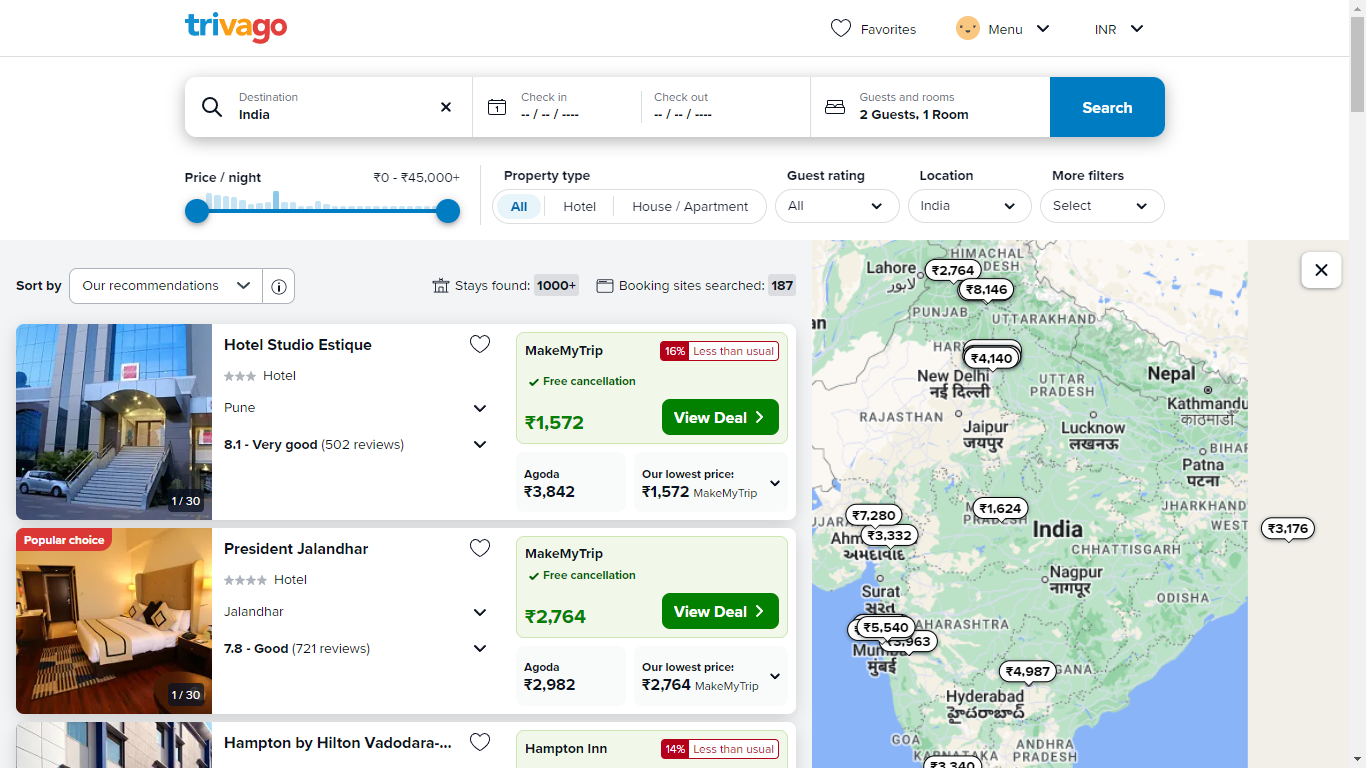 trivago
Favorites
Menu
INR
Destination
India
Check in
-- / -- / ----
Check out
-- / -- / ----
1
Guests and rooms
2 Guests, 1 Room
Search
Price / night
₹0 - ₹45,000+
Property type
All
Hotel
House / Apartment
Guest rating
All
Location
India
More filters
Select
Sort by
Our recommendations
Stays found: 1000+
Booking sites searched: 187
Hotel Studio Estique
Hotel
Pune
8.1 - Very good (502 reviews)
1 / 30
MakeMyTrip
16% Less than usual
Free cancellation
₹1,572
View Deal
Agoda
₹3,842
Our lowest price:
₹1,572 MakeMyTrip
Popular choice
President Jalandhar
Hotel
Jalandhar
7.8 - Good (721 reviews)
1 / 30
MakeMyTrip
Free cancellation
₹2,764
View Deal
Agoda
₹2,982
Our lowest price:
₹2,764 MakeMyTrip
Hampton by Hilton Vadodara-...
Hampton Inn
14% Less than usual
HIMACHAL
Lahore
₹2,764
لاہور
₹8,146
PUNJAB
UTTARAKHAND
₹4,140
New Delhi
नई दिल्ली
UTTAR
PRADESH
Nepal
Kathmandu
काठमाडौं
RAJASTHAN
Jaipur
जयपुर
Lucknow
लखनऊ
BIHAR
Patna
पटना
JHARKHAND
₹7,280
₹1,624
PRADESH
WEST
₹3,332
India
₹3,176
અમદાવાદ
CHHATTISGARH
Nagpur
नागपूर
Surat
સુરત
ODISHA
₹5,540
₹3,963
मुंबई
₹4,987
Hyderabad
హైదరాబాద్
GOA
KARNATAKA
ANDHRA
PRADESH
₹3,340